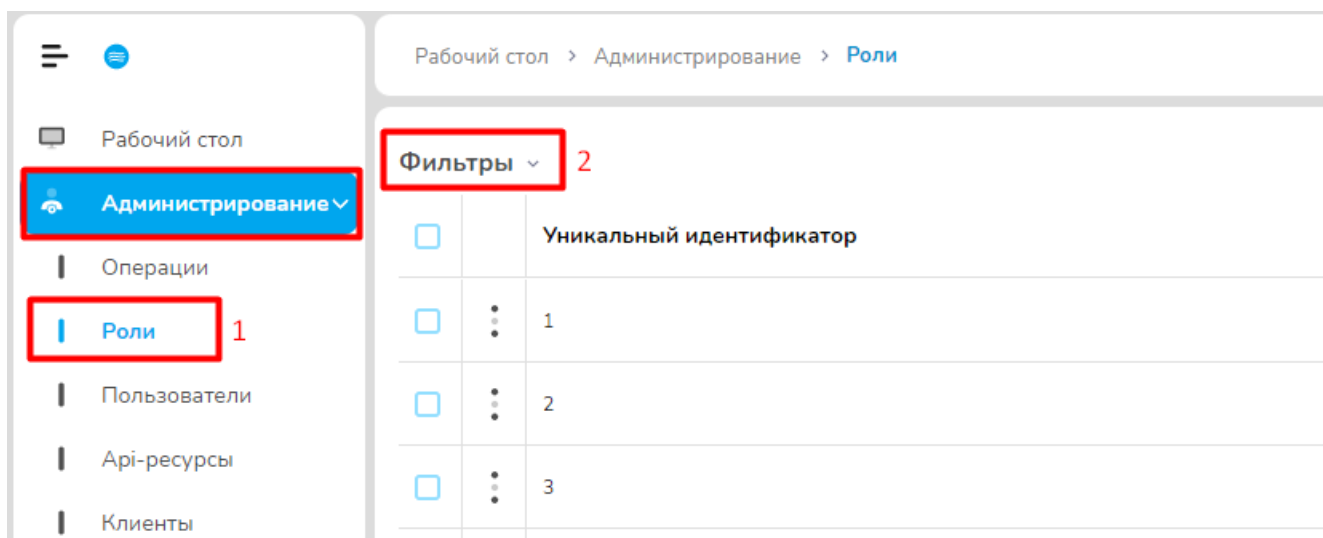 Рабочий стол > Администрирование > Роли
Рабочий стол
Администрирование
Операции
Роли 1
Пользователи
Api-ресурсы
Клиенты
Фильтры 2
Уникальный идентификатор
1
2
3